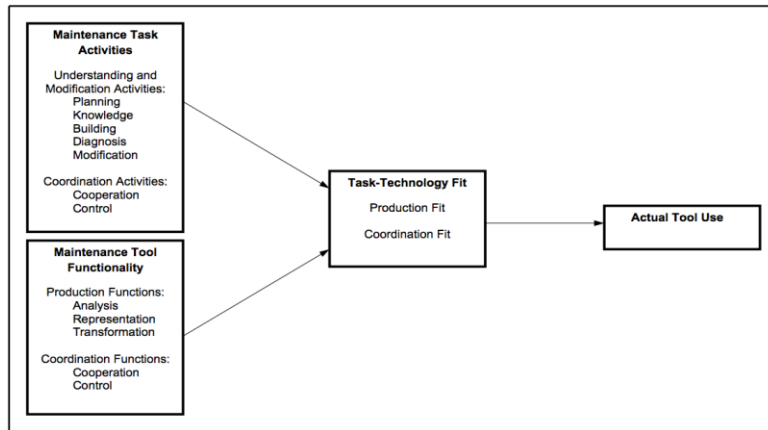 Maintenance Task
Activities
Understanding and
Modification Activities:
Planning
Knowledge
Building
Diagnosis
Modification
Coordination Activities:
Cooperation
Control
Maintenance Tool
Functionality
Production Functions:
Analysis
Representation
Transformation
Coordination Functions:
Cooperation
Control
Task-Technology Fit
Production Fit
Coordination Fit
Actual Tool Use